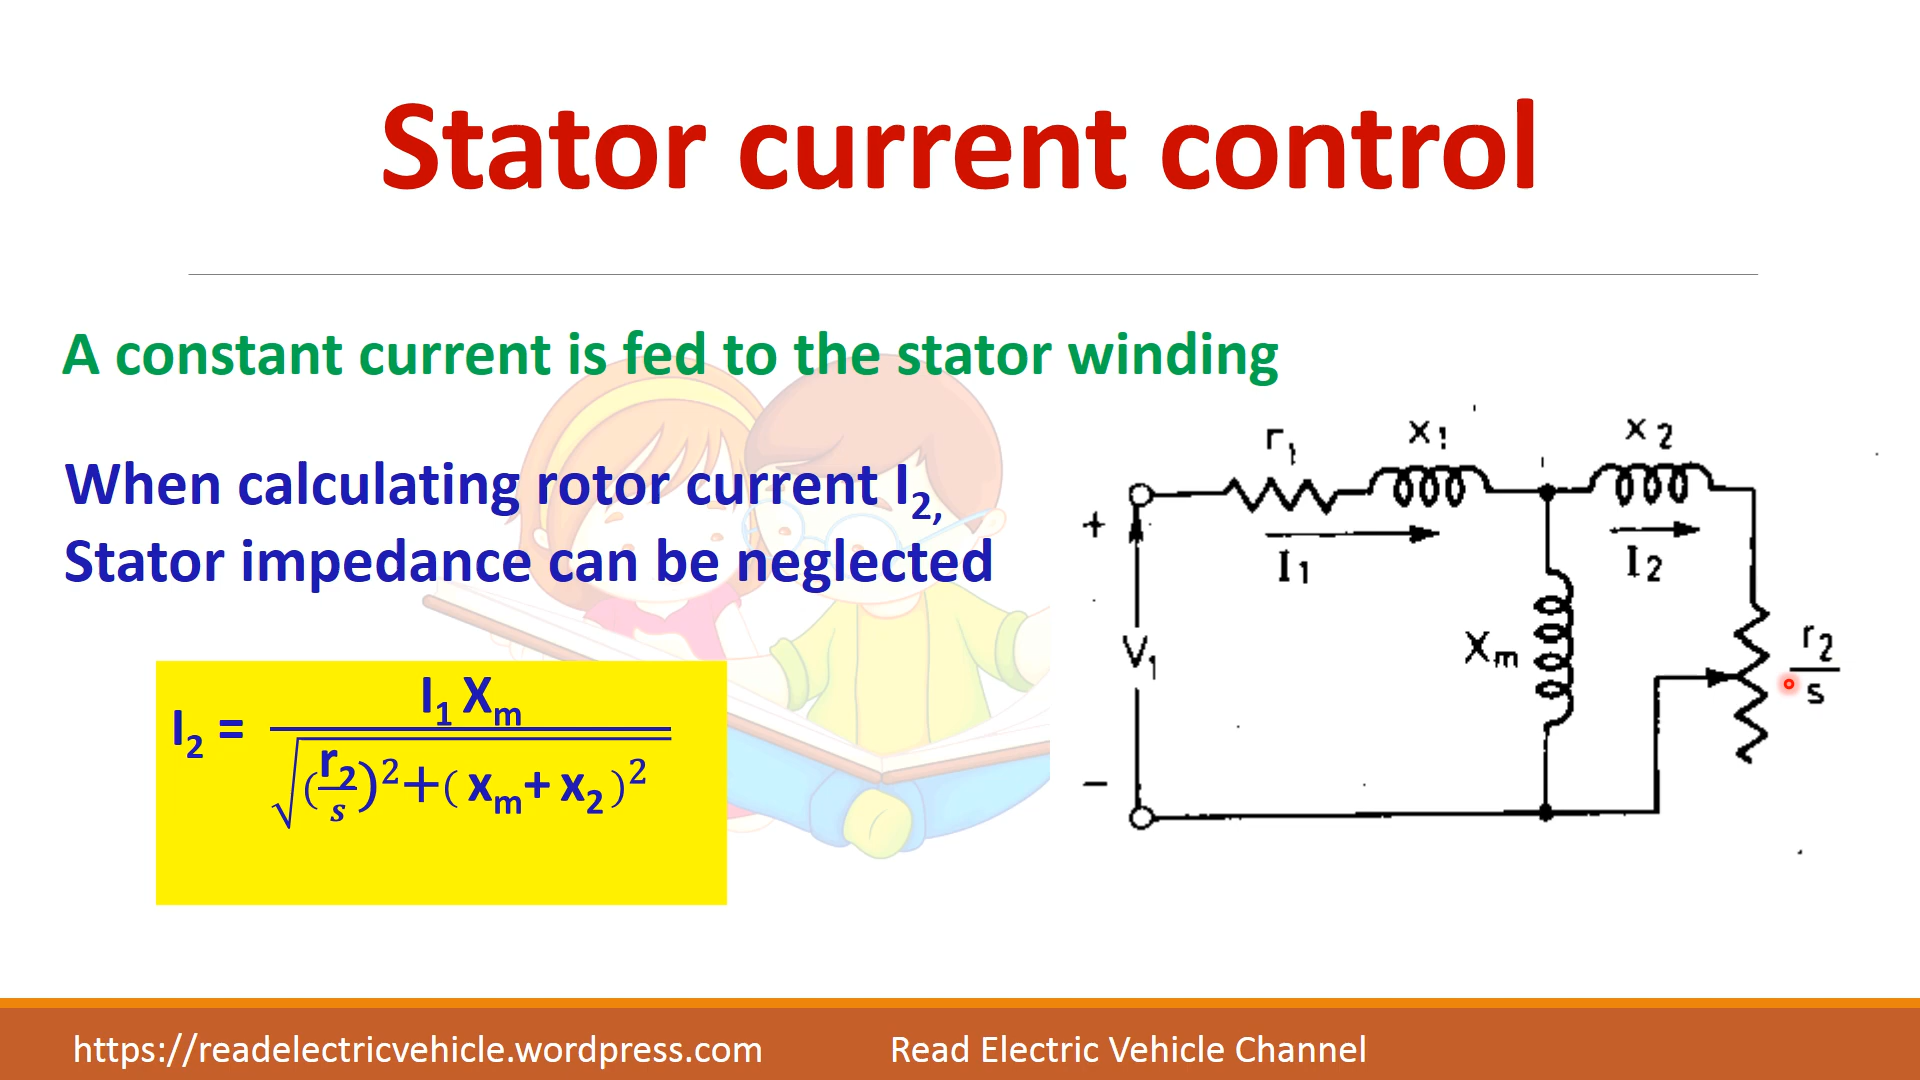 Stator current control
A constant current is fed to the stator winding
When calculating rotor current I₂,
Stator impedance can be neglected
I₂ = I₁ Xₘ / √((r₂/s)² + (xₘ + x₂)²)
r₁ x₁ x₂
+ I₁ I₂
V₁ Xₘ r₂/s
−
https://readelectricvehicle.wordpress.com
Read Electric Vehicle Channel